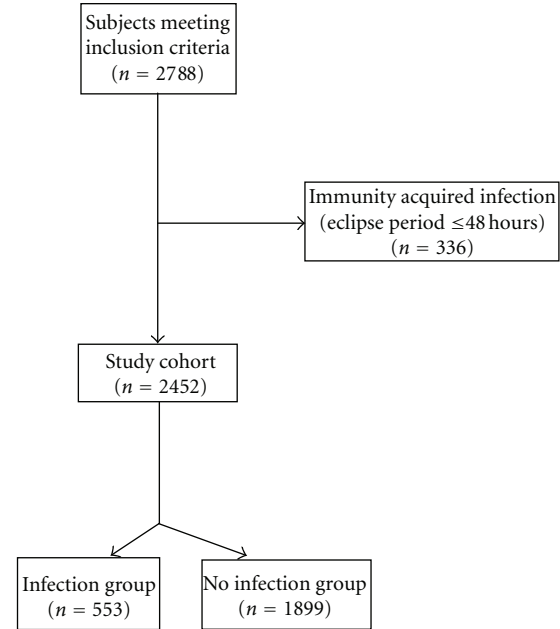 Subjects meeting
inclusion criteria
(n = 2788)
Immunity acquired infection
(eclipse period ≤48 hours)
(n = 336)
Study cohort
(n = 2452)
Infection group
(n = 553)
No infection group
(n = 1899)